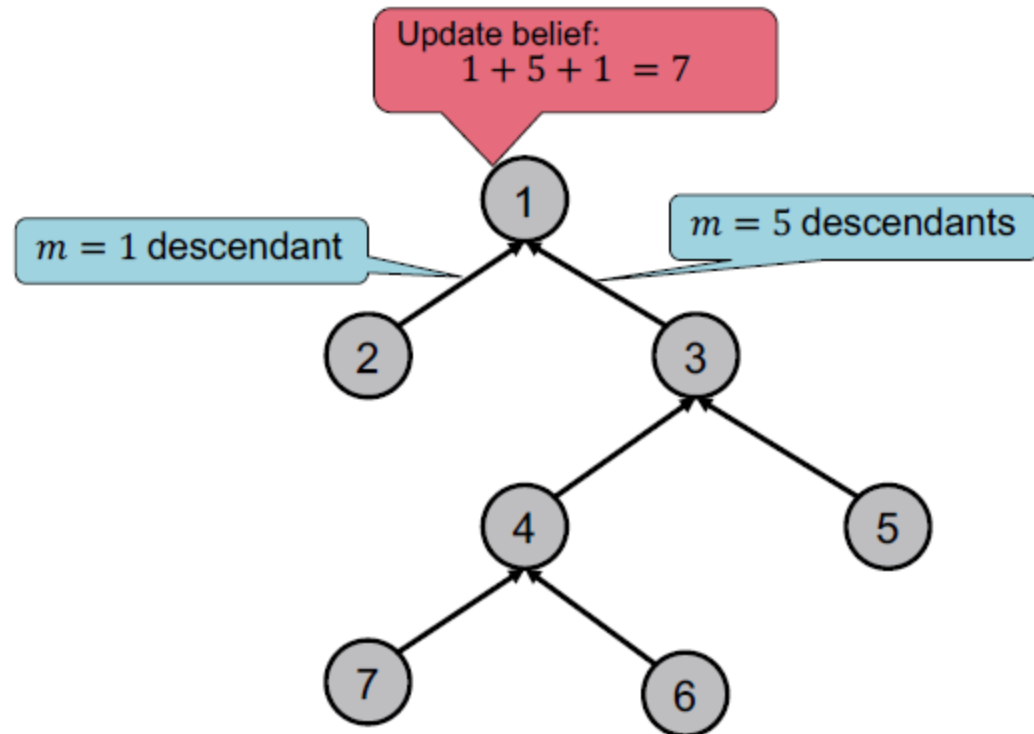 Update belief:
1 + 5 + 1 = 7
1
m = 1 descendant
m = 5 descendants
2
3
4
5
7
6